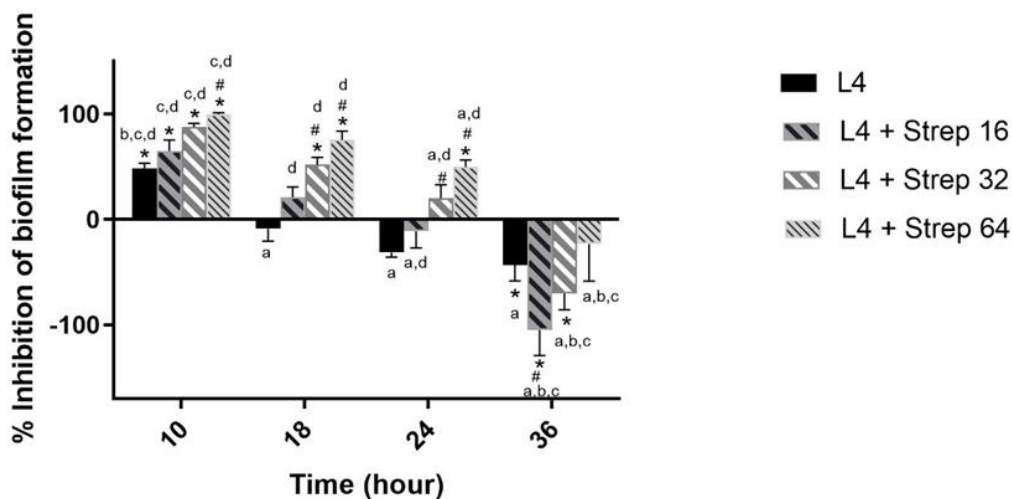 % Inhibition of biofilm formation
100
0
-100
b,c,d
*
c,d
*
c,d
*
c,d
#
*
a
d
d
#
*
d
#
*
a
a,d
a,d
#
a,d
#
*
*
a
*
#
a,b,c
*
a,b,c
a,b,c
10
18
24
36
Time (hour)
L4
L4 + Strep 16
L4 + Strep 32
L4 + Strep 64